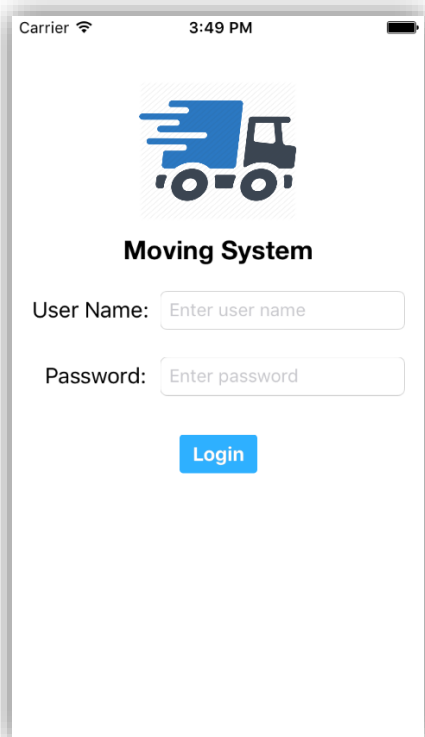 Carrier 3:49 PM
Moving System
User Name: Enter user name
Password: Enter password
Login